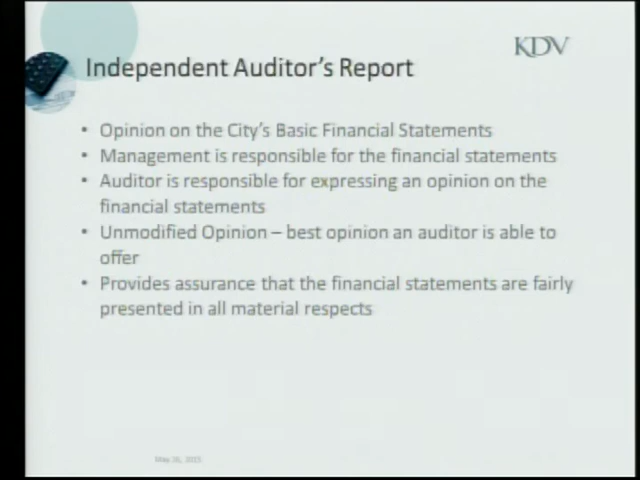 KDV
Independent Auditor's Report
• Opinion on the City's Basic Financial Statements
• Management is responsible for the financial statements
• Auditor is responsible for expressing an opinion on the
financial statements
• Unmodified Opinion – best opinion an auditor is able to
offer
• Provides assurance that the financial statements are fairly
presented in all material respects